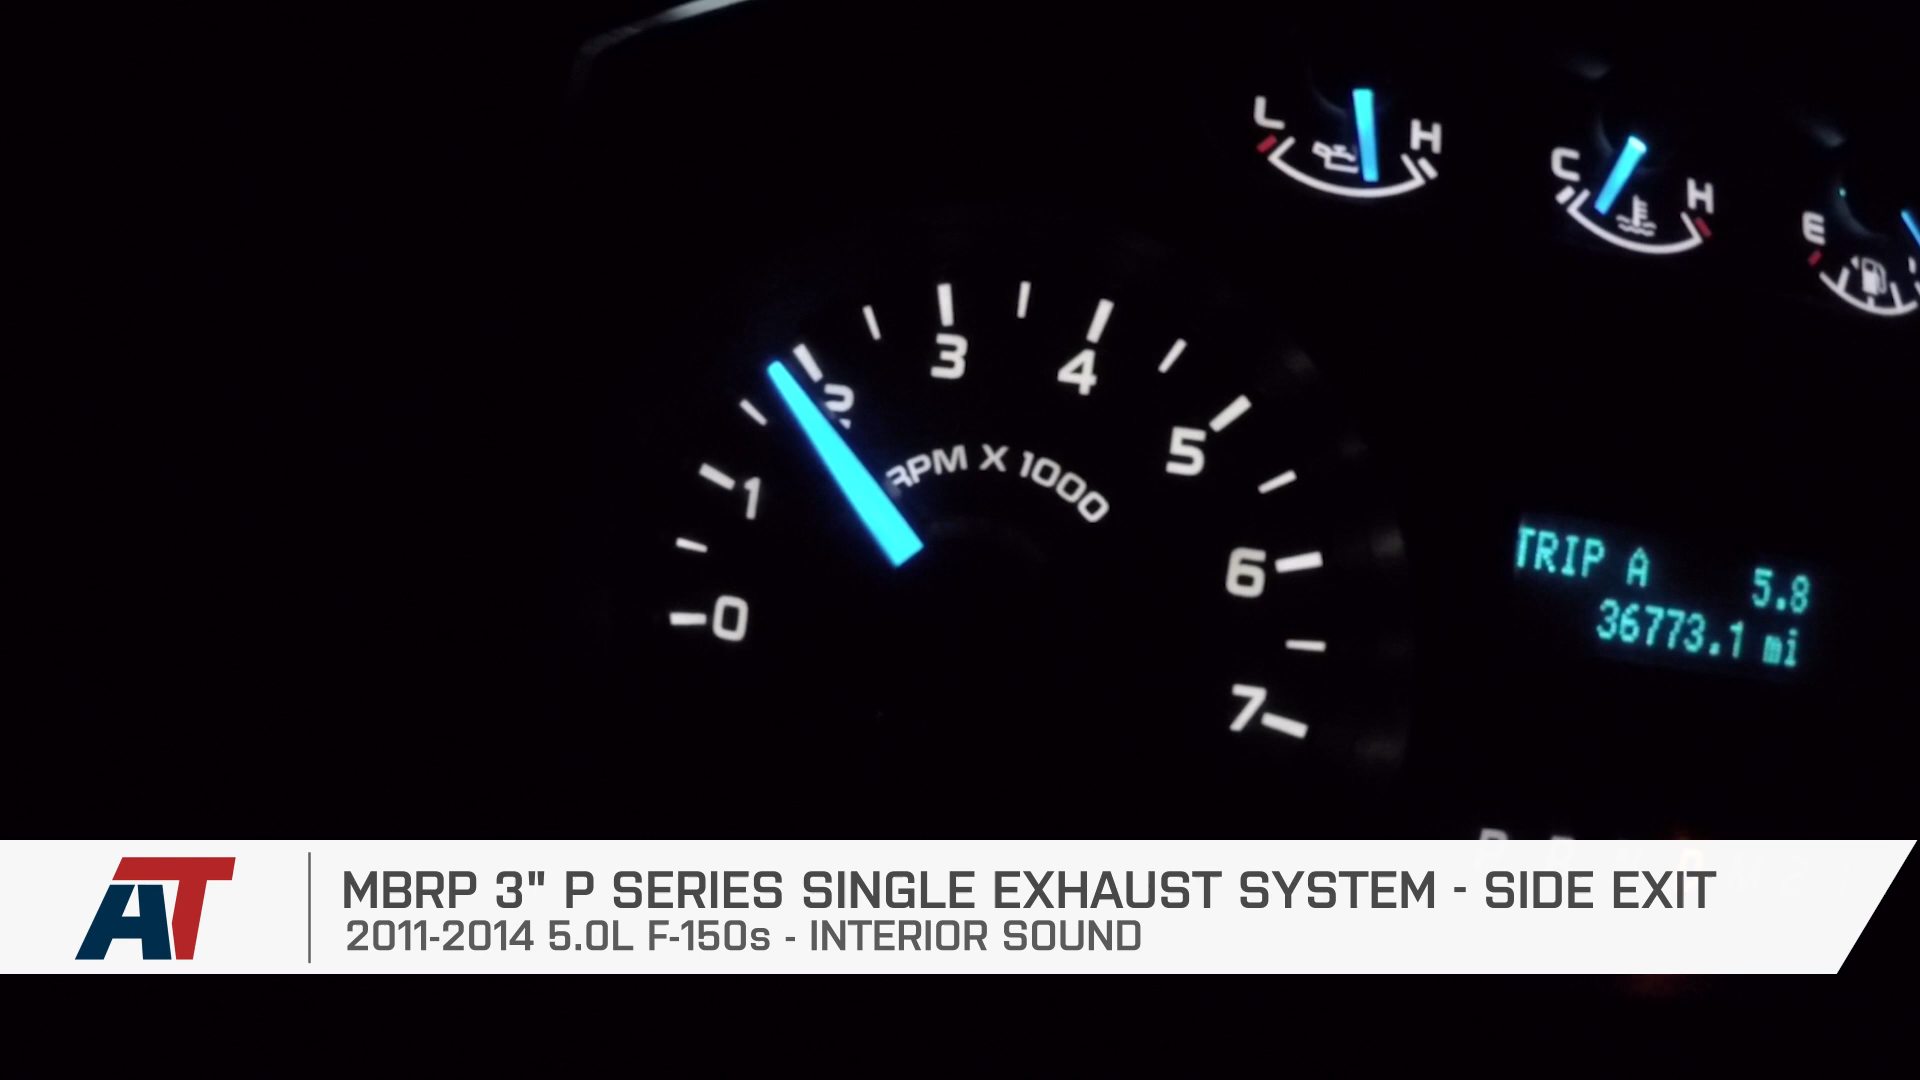 L H
C H
E
0 1 2 3 4 5 6 7
RPM X 1000
TRIP A 5.8
36773.1 mi
AT
MBRP 3" P SERIES SINGLE EXHAUST SYSTEM - SIDE EXIT
2011-2014 5.0L F-150s - INTERIOR SOUND